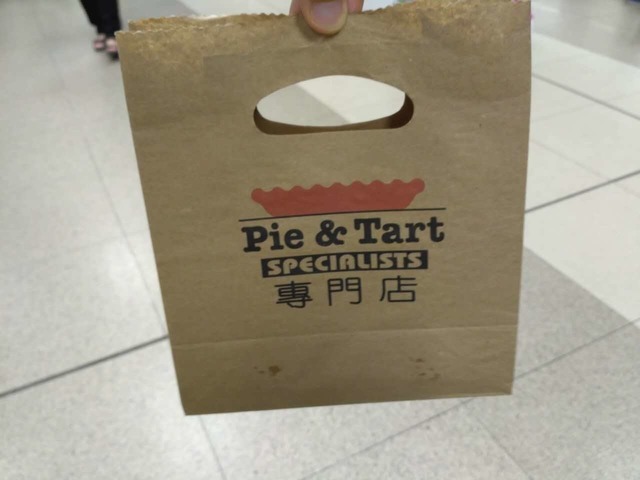 Pie & Tart
SPECIALISTS
專門店